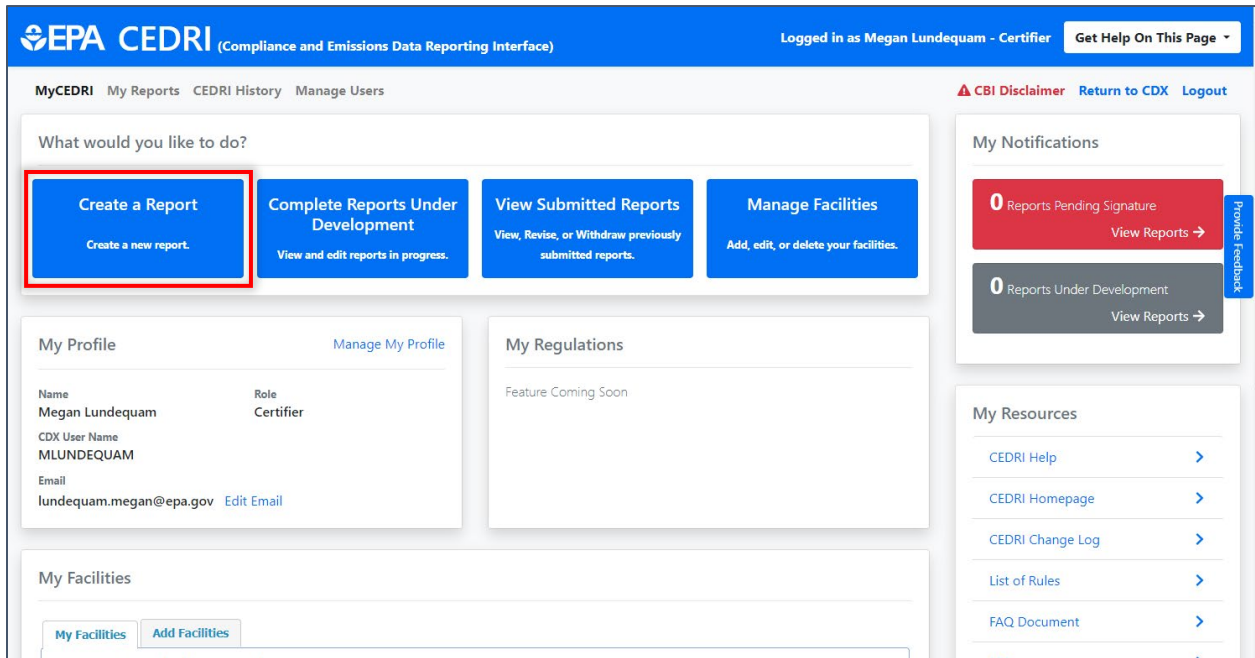 EPA CEDRI (Compliance and Emissions Data Reporting Interface)
Logged in as Megan Lundequam - Certifier
Get Help On This Page
MyCEDRI My Reports CEDRI History Manage Users
CBI Disclaimer Return to CDX Logout
What would you like to do?
Create a Report
Create a new report.
Complete Reports Under
Development
View and edit reports in progress.
View Submitted Reports
View, Revise, or Withdraw previously
submitted reports.
Manage Facilities
Add, edit, or delete your facilities.
My Notifications
0 Reports Pending Signature
View Reports →
0 Reports Under Development
View Reports →
Provide Feedback
My Profile
Manage My Profile
Name
Megan Lundequam
Role
Certifier
CDX User Name
MLUNDEQUAM
Email
lundequam.megan@epa.gov Edit Email
My Regulations
Feature Coming Soon
My Resources
CEDRI Help
CEDRI Homepage
CEDRI Change Log
List of Rules
FAQ Document
My Facilities
My Facilities
Add Facilities